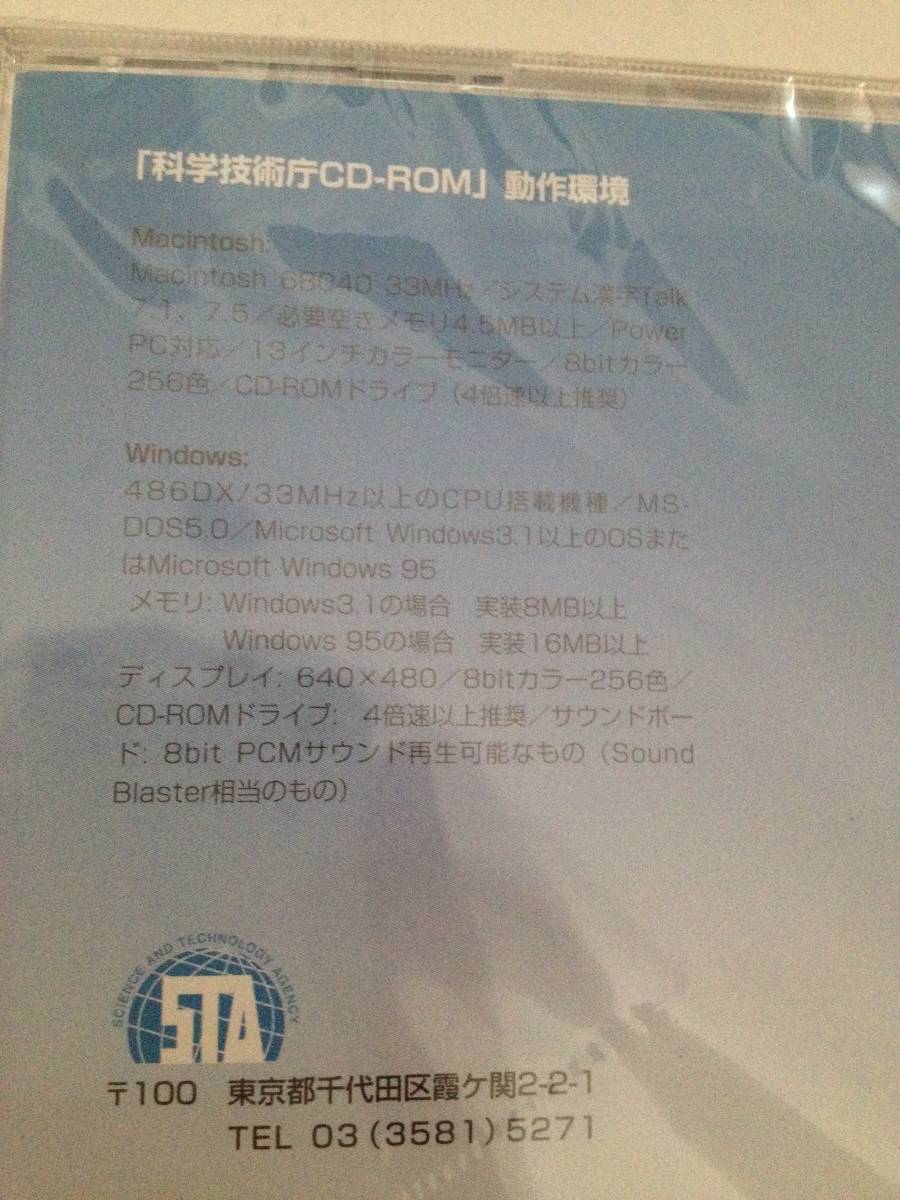 「科学技術庁CD-ROM」動作環境
Macintosh:
Macintosh 68040 33MHz／システム漢字Talk
7.1、7.5／必要空きメモリ4.5MB以上／Power
PC対応／13インチカラーモニター／8bitカラー
256色／CD-ROMドライブ（4倍速以上推奨）
Windows:
486DX/33MHz以上のCPU搭載機種／MS-
DOS5.0／Microsoft Windows3.1以上のOSまた
はMicrosoft Windows 95
メモリ: Windows3.1の場合　実装8MB以上
Windows 95の場合　実装16MB以上
ディスプレイ: 640×480／8bitカラー256色／
CD-ROMドライブ:　4倍速以上推奨／サウンドボー
ド: 8bit PCMサウンド再生可能なもの（Sound
Blaster相当のもの）
SCIENCE AND TECHNOLOGY AGENCY
STA
〒100　東京都千代田区霞ケ関2-2-1
TEL 03（3581）5271